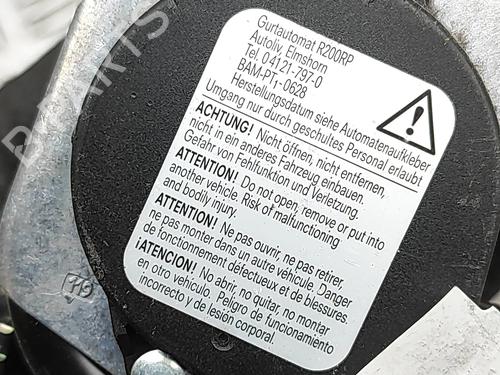 Gurtautomat R200RP
Autoliv, Elmshorn
Tel. 04121-797-0
BAM-PT1-0628
Herstellungsdatum siehe Automatenaufkleber
Umgang nur durch geschultes Personal erlaubt
ACHTUNG! Nicht öffnen, nicht entfernen,
nicht in ein anderes Fahrzeug einbauen.
Gefahr von Fehlfunktion und Verletzung.
ATTENTION! Do not open, remove or put into
another vehicle. Risk of malfunctioning
and bodily injury.
ATTENTION! Ne pas ouvrir, ne pas retirer,
ne pas monter dans un autre véhicule. Danger
de fonctionnement défectueux et de blessures.
¡ATENCION! No abrir, no quitar, no montar
en otro vehículo. Peligro de funcionamiento
incorrecto y de lesión corporal.
719
B-PARTS